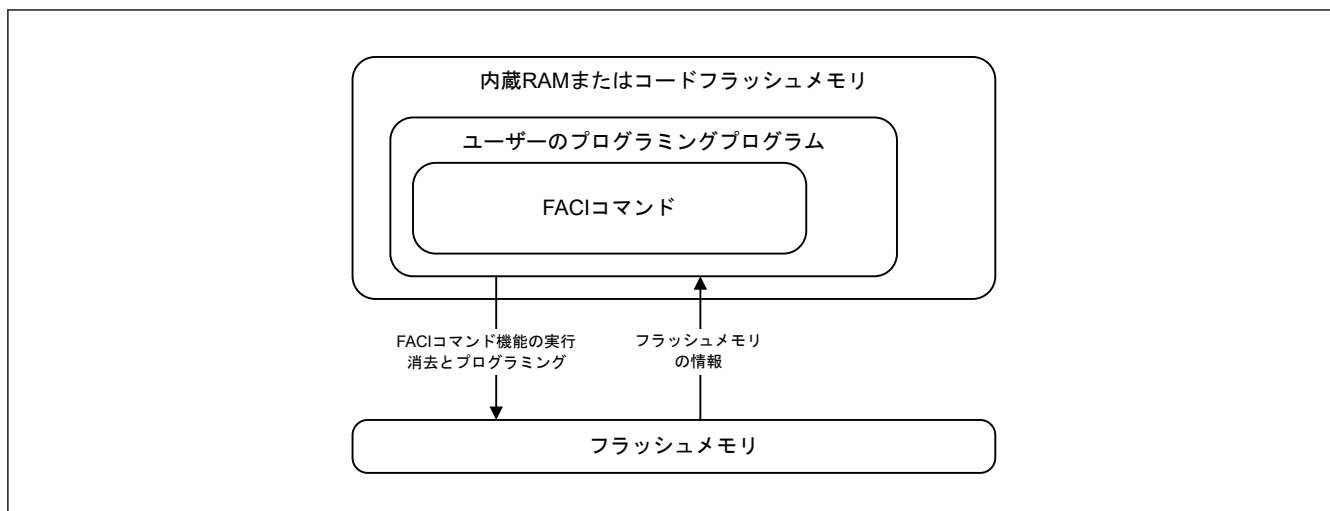 内蔵RAMまたはコードフラッシュメモリ
ユーザーのプログラミングプログラム
FACIコマンド
FACIコマンド機能の実行
消去とプログラミング
フラッシュメモリ
の情報
フラッシュメモリ